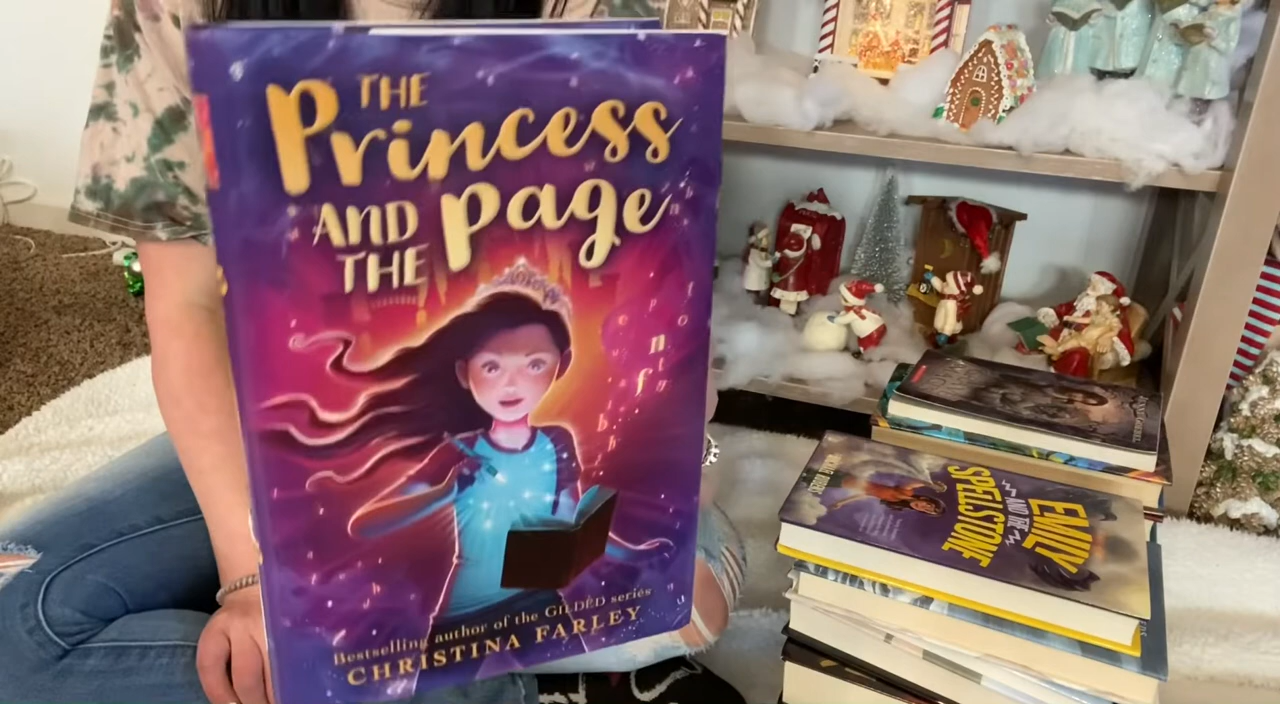 THE
Princess
AND Page
THE
Bestselling author of the GILDED series
CHRISTINA FARLEY
EMILY
AND THE
SPELLSTONE